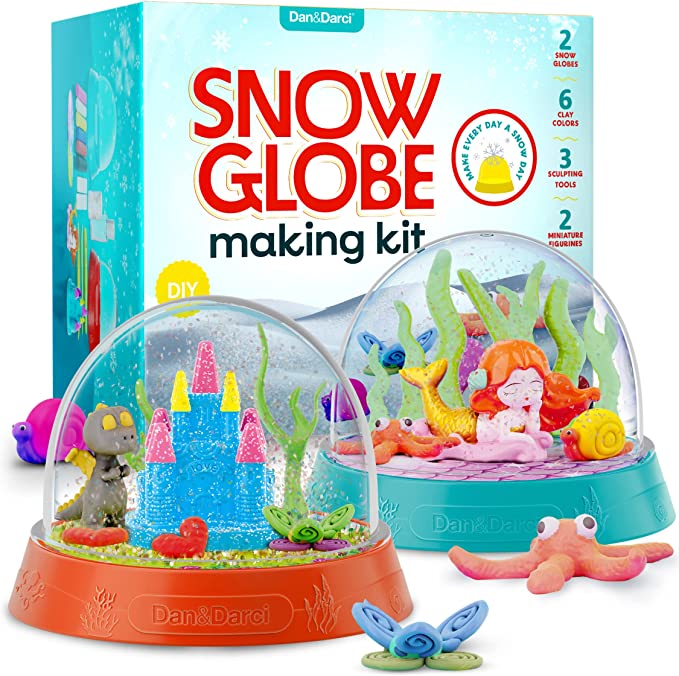 Dan&Darci
SNOW
GLOBE
making kit
MAKE EVERY DAY A SNOW DAY
2
SNOW
GLOBES
6
CLAY
COLORS
3
SCULPTING
TOOLS
2
MINIATURE
FIGURINES
DIY
Dan&Darci
Dan&Darci